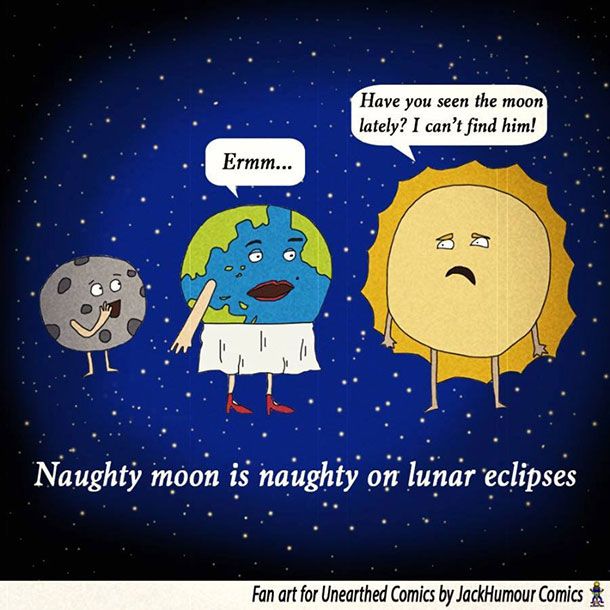 Have you seen the moon
lately? I can't find him!
Ermm...
Naughty moon is naughty on lunar eclipses
Fan art for Unearthed Comics by JackHumour Comics